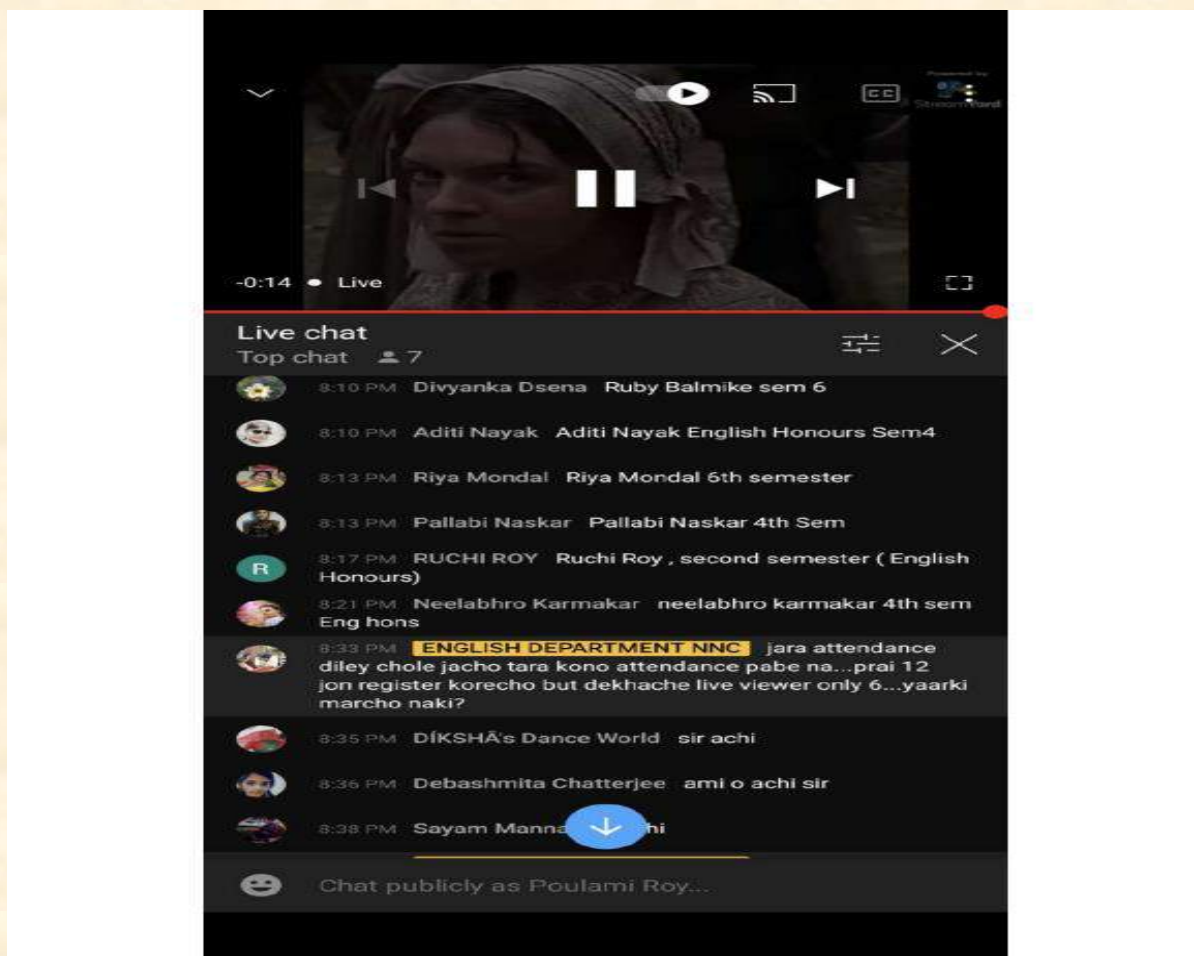 Powered by
StreamYard
CC
-0:14 • Live
Live chat
Top chat 7
8:10 PM Divyanka Dsena Ruby Balmike sem 6
8:10 PM Aditi Nayak Aditi Nayak English Honours Sem4
8:13 PM Riya Mondal Riya Mondal 6th semester
8:13 PM Pallabi Naskar Pallabi Naskar 4th Sem
R
8:17 PM RUCHI ROY Ruchi Roy , second semester ( English
Honours)
8:21 PM Neelabhro Karmakar neelabhro karmakar 4th sem
Eng hons
8:33 PM ENGLISH DEPARTMENT NNC jara attendance
diley chole jacho tara kono attendance pabe na...prai 12
jon register korecho but dekhache live viewer only 6...yaarki
marcho naki?
8:35 PM DÍKSHÃ's Dance World sir achi
8:36 PM Debashmita Chatterjee ami o achi sir
8:38 PM Sayam Manna hi
Chat publicly as Poulami Roy...